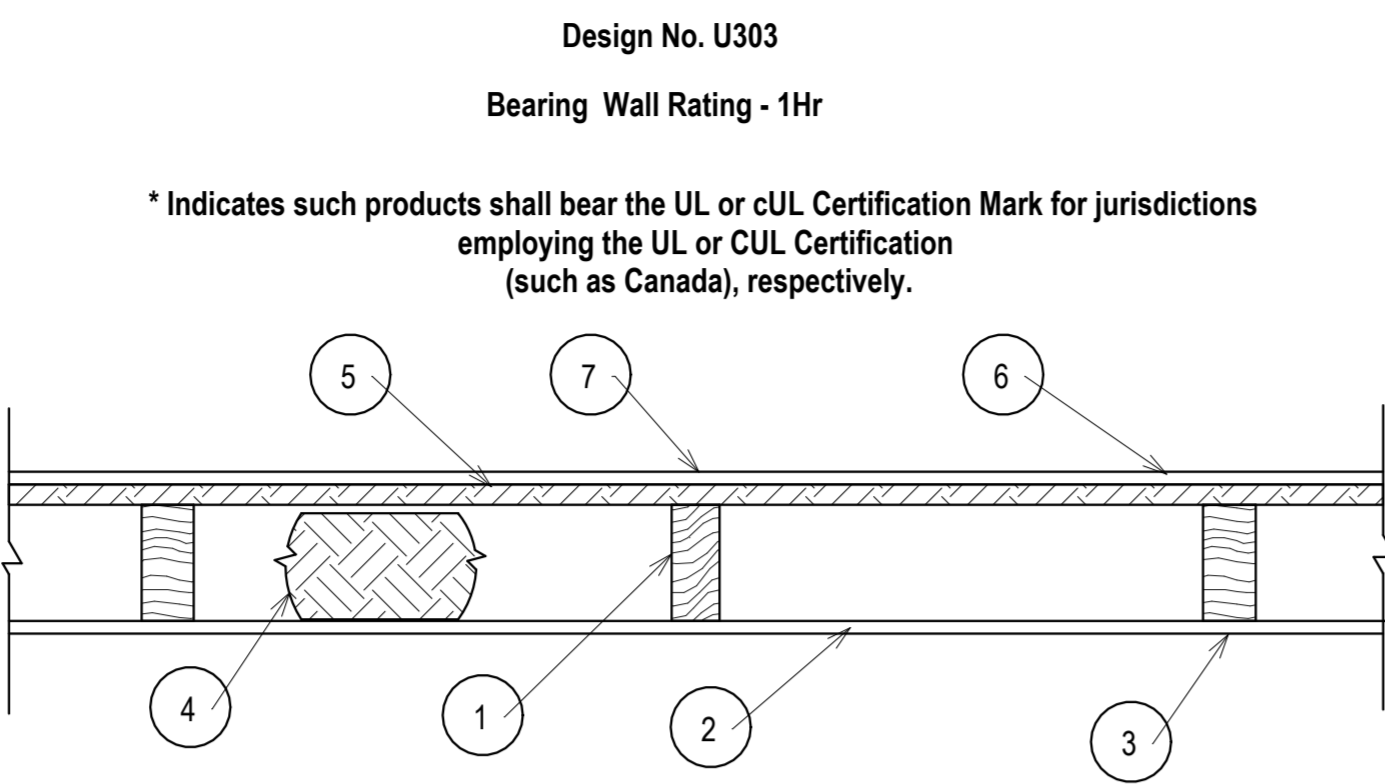 Design No. U303
Bearing Wall Rating - 1Hr
* Indicates such products shall bear the UL or cUL Certification Mark for jurisdictions
employing the UL or CUL Certification
(such as Canada), respectively.
5
7
6
4
1
2
3